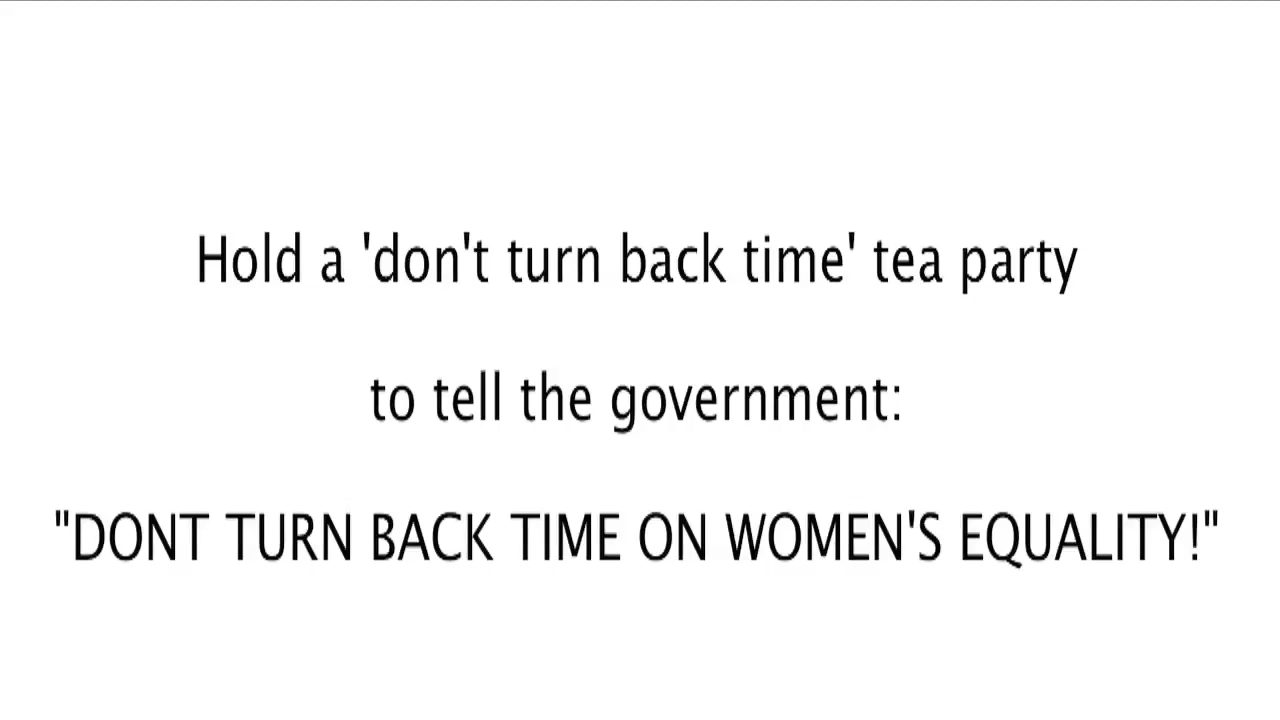 Hold a 'don't turn back time' tea party
to tell the government:
"DONT TURN BACK TIME ON WOMEN'S EQUALITY!"